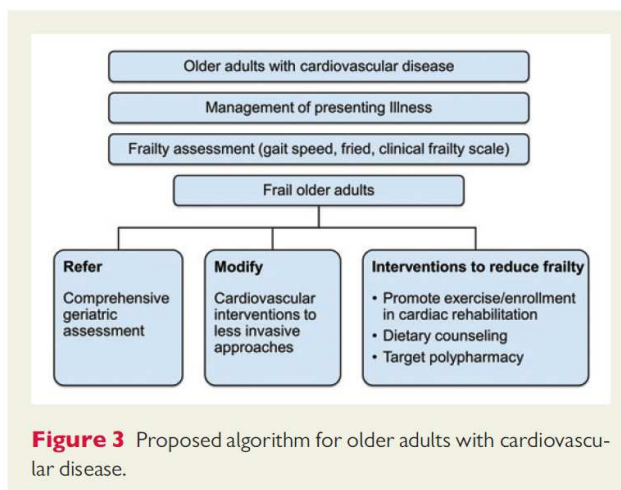 Older adults with cardiovascular disease
Management of presenting Illness
Frailty assessment (gait speed, fried, clinical frailty scale)
Frail older adults
Refer
Comprehensive
geriatric
assessment
Modify
Cardiovascular
interventions to
less invasive
approaches
Interventions to reduce frailty
• Promote exercise/enrollment
in cardiac rehabilitation
• Dietary counseling
• Target polypharmacy
Figure 3 Proposed algorithm for older adults with cardiovascu-
lar disease.